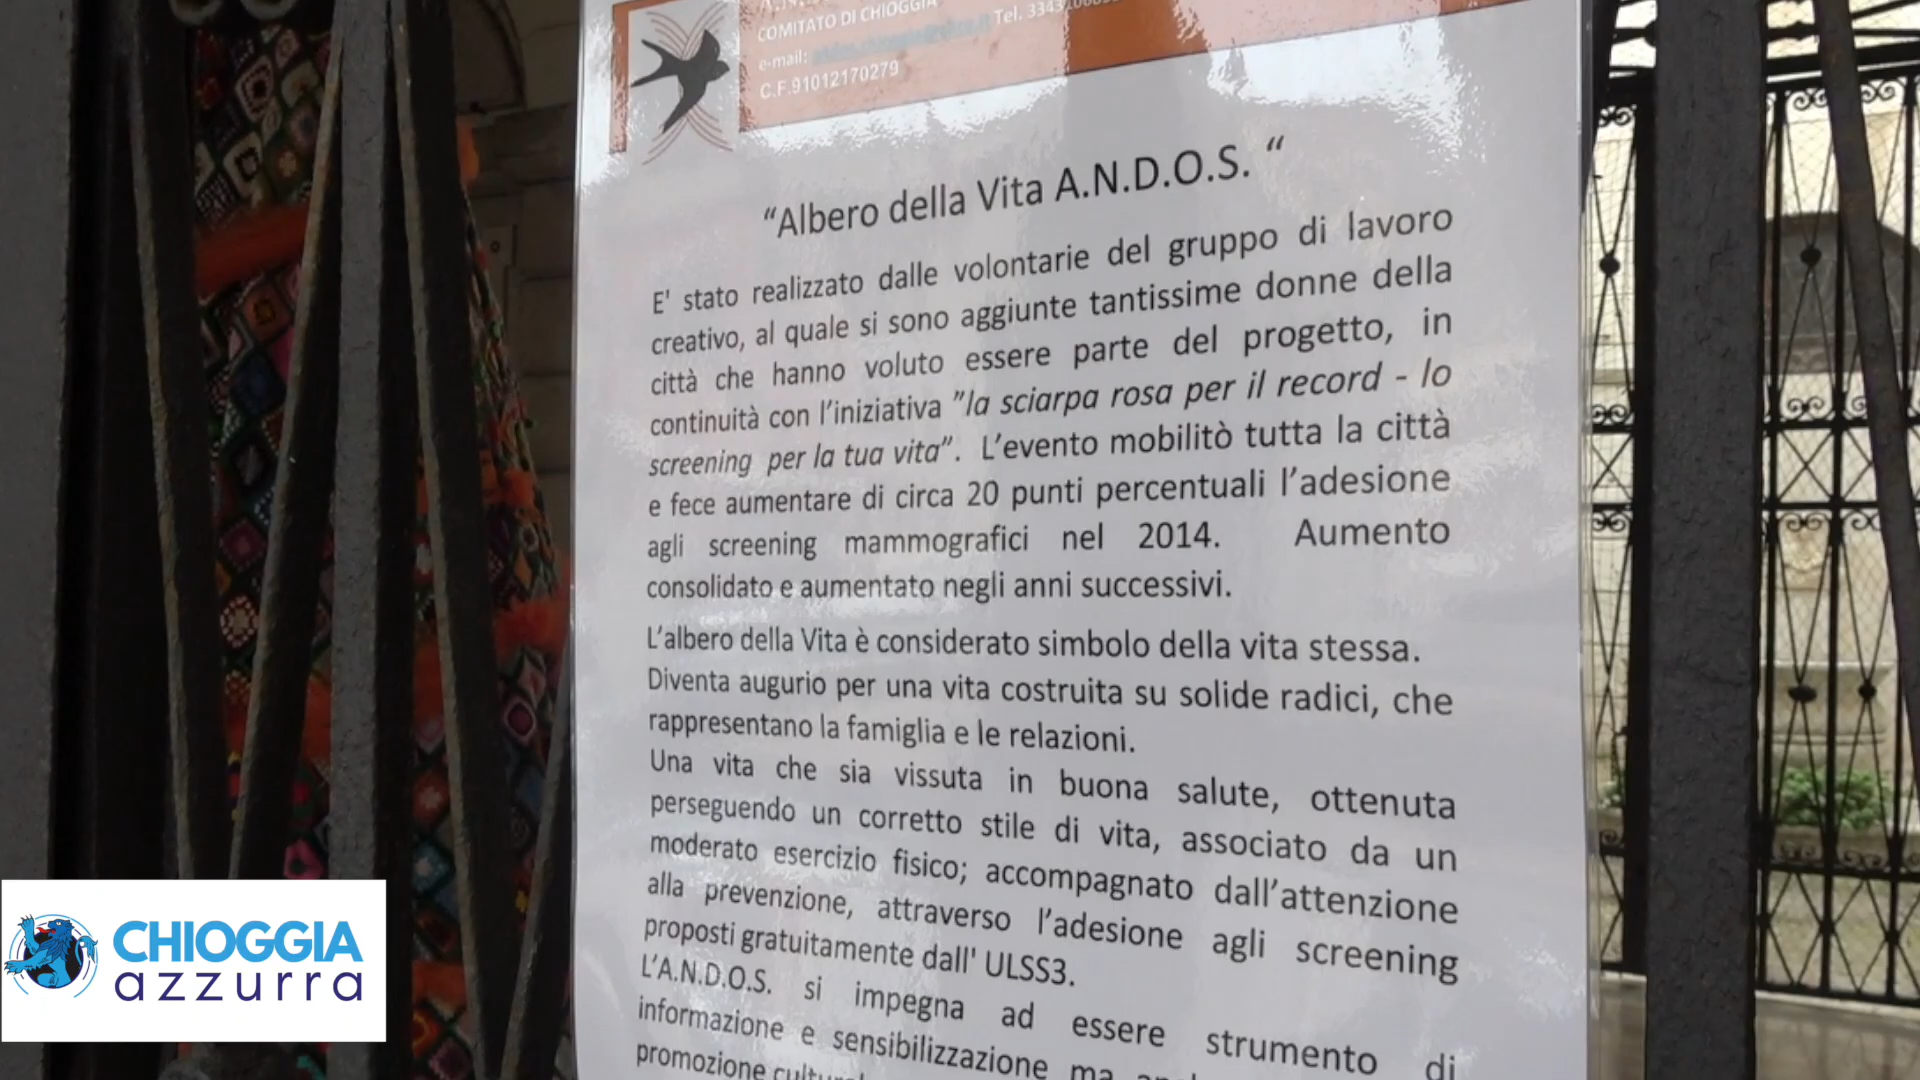 COMITATO DI CHIOGGIA
e-mail: Tel.
C.F.91012170279
“Albero della Vita A.N.D.O.S. “
E' stato realizzato dalle volontarie del gruppo di lavoro
creativo, al quale si sono aggiunte tantissime donne della
città che hanno voluto essere parte del progetto, in
continuità con l’iniziativa ”la sciarpa rosa per il record - lo
screening per la tua vita”. L’evento mobilitò tutta la città
e fece aumentare di circa 20 punti percentuali l’adesione
agli screening mammografici nel 2014. Aumento
consolidato e aumentato negli anni successivi.
L’albero della Vita è considerato simbolo della vita stessa.
Diventa augurio per una vita costruita su solide radici, che
rappresentano la famiglia e le relazioni.
Una vita che sia vissuta in buona salute, ottenuta
perseguendo un corretto stile di vita, associato da un
moderato esercizio fisico; accompagnato dall’attenzione
alla prevenzione, attraverso l’adesione agli screening
proposti gratuitamente dall' ULSS3.
L’A.N.D.O.S. si impegna ad essere strumento di
informazione e sensibilizzazione ma
promozione
CHIOGGIA
azzurra